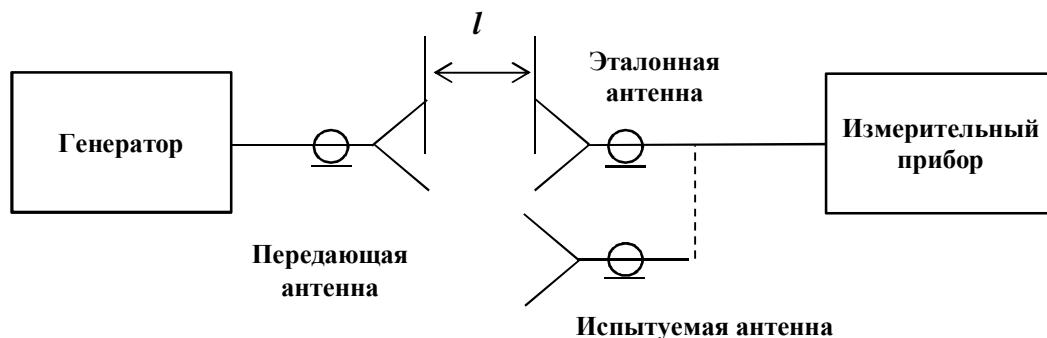 l
Эталонная
антенна
Генератор
Измерительный
прибор
Передающая
антенна
Испытуемая антенна